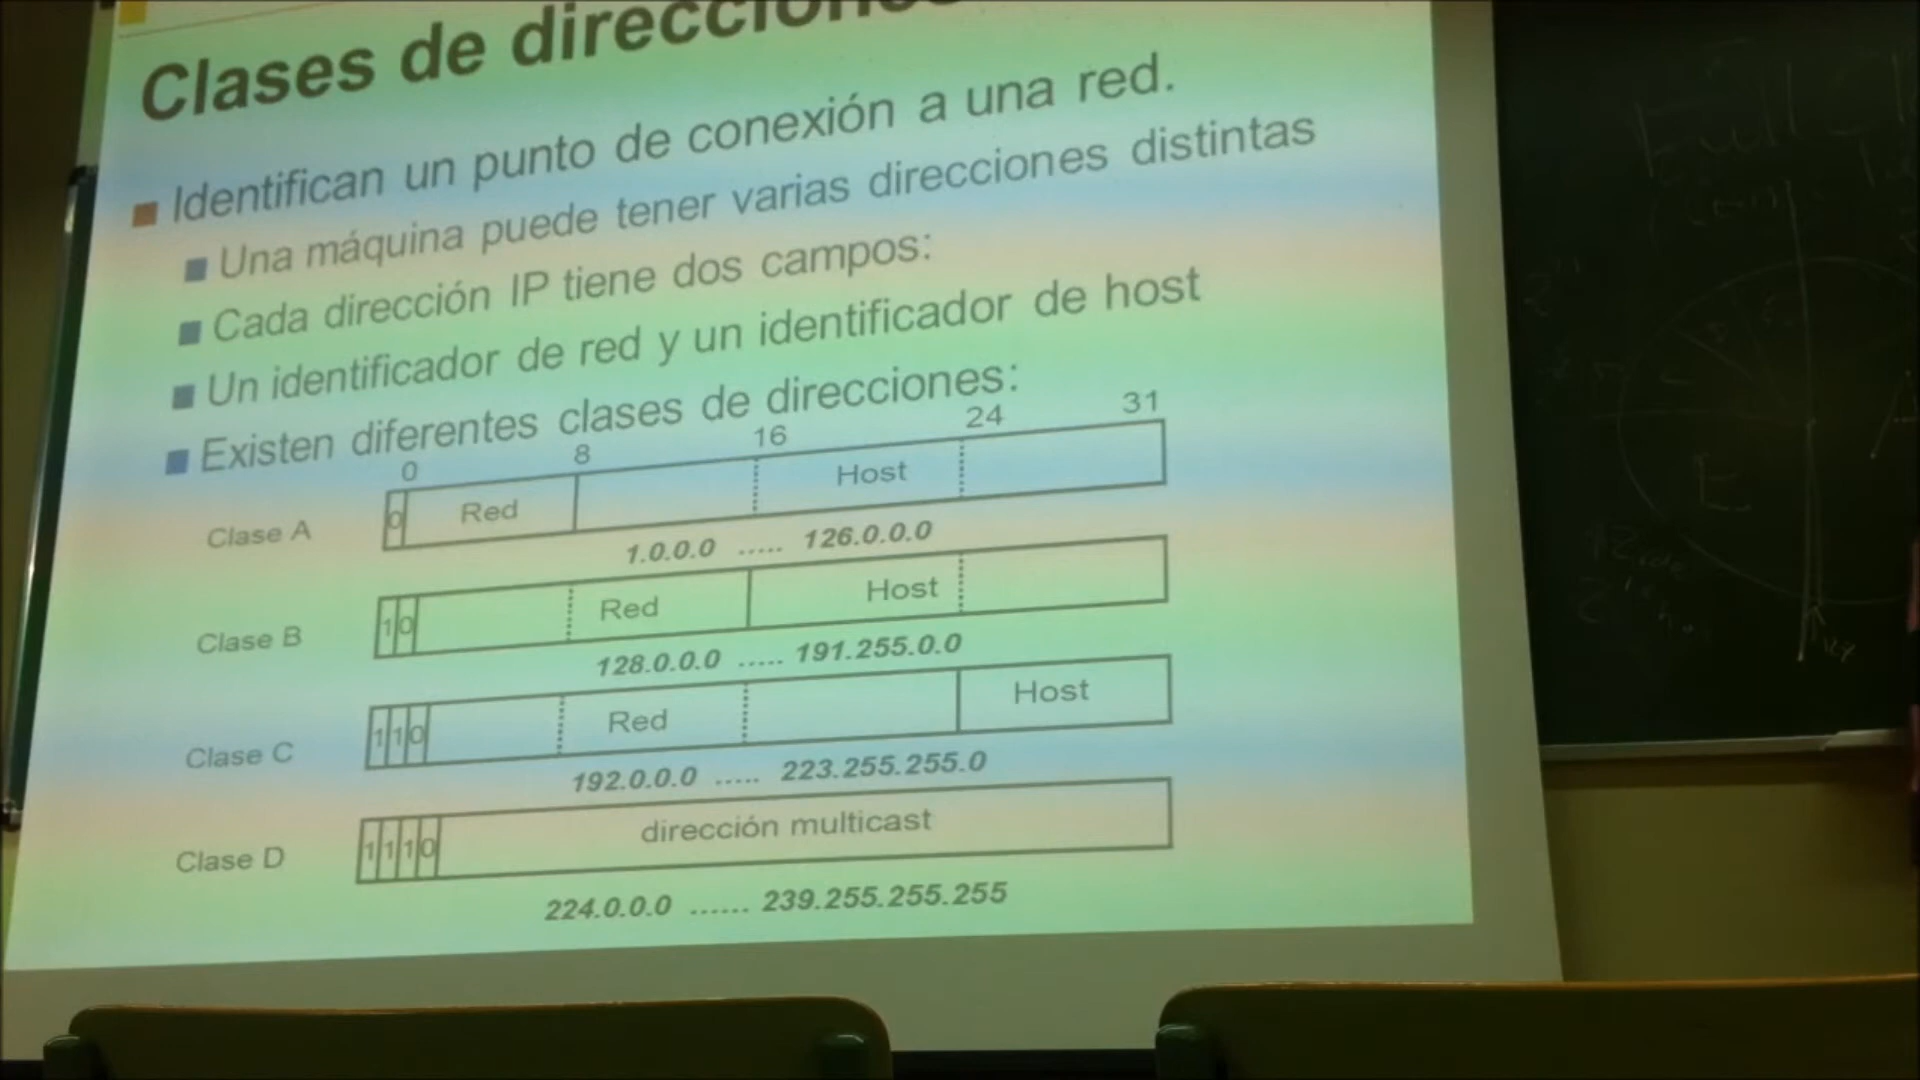 Clases de direcciones
Identifican un punto de conexión a una red.
Una máquina puede tener varias direcciones distintas
Cada dirección IP tiene dos campos:
Un identificador de red y un identificador de host
Existen diferentes clases de direcciones:
0 8 16 24 31
Clase A 0 Red Host
1.0.0.0 ..... 126.0.0.0
Clase B 1 0 Red Host
128.0.0.0 ..... 191.255.0.0
Clase C 1 1 0 Red Host
192.0.0.0 ..... 223.255.255.0
Clase D 1 1 1 0 dirección multicast
224.0.0.0 ...... 239.255.255.255
Full
E
A